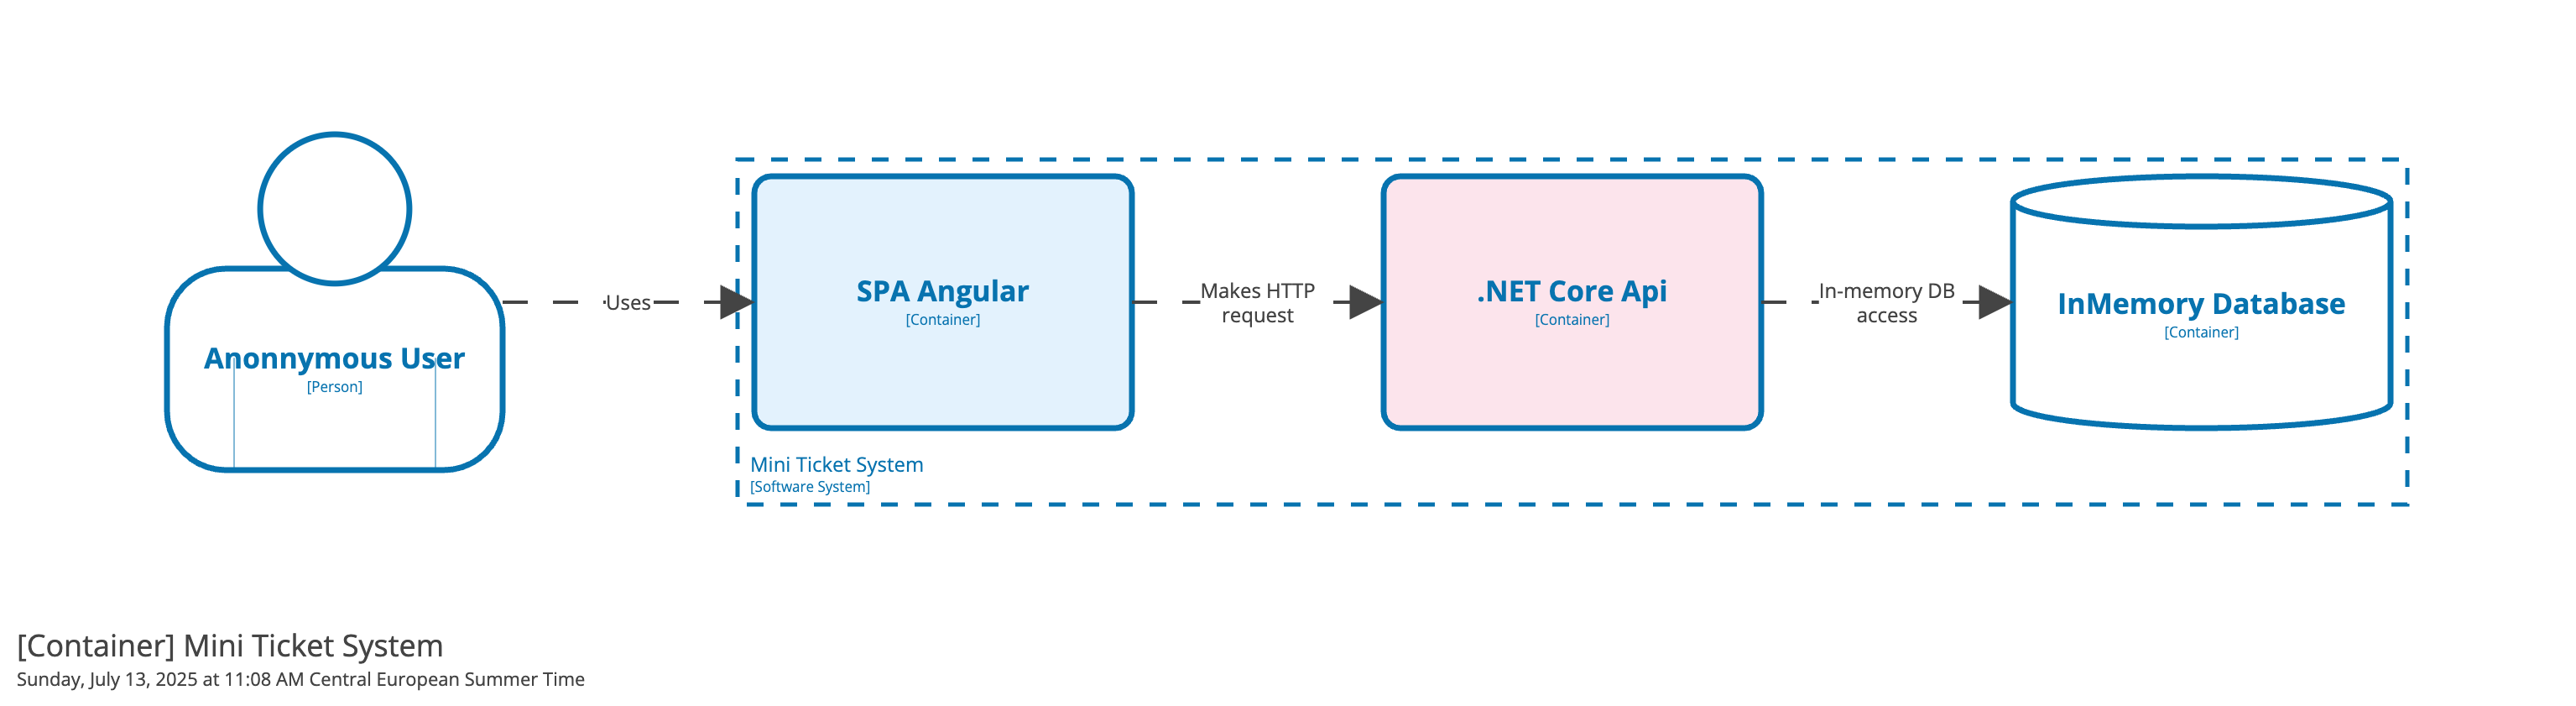 Anonnymous User
[Person]
Uses
SPA Angular
[Container]
Makes HTTP
request
.NET Core Api
[Container]
In-memory DB
access
InMemory Database
[Container]
Mini Ticket System
[Software System]
[Container] Mini Ticket System
Sunday, July 13, 2025 at 11:08 AM Central European Summer Time